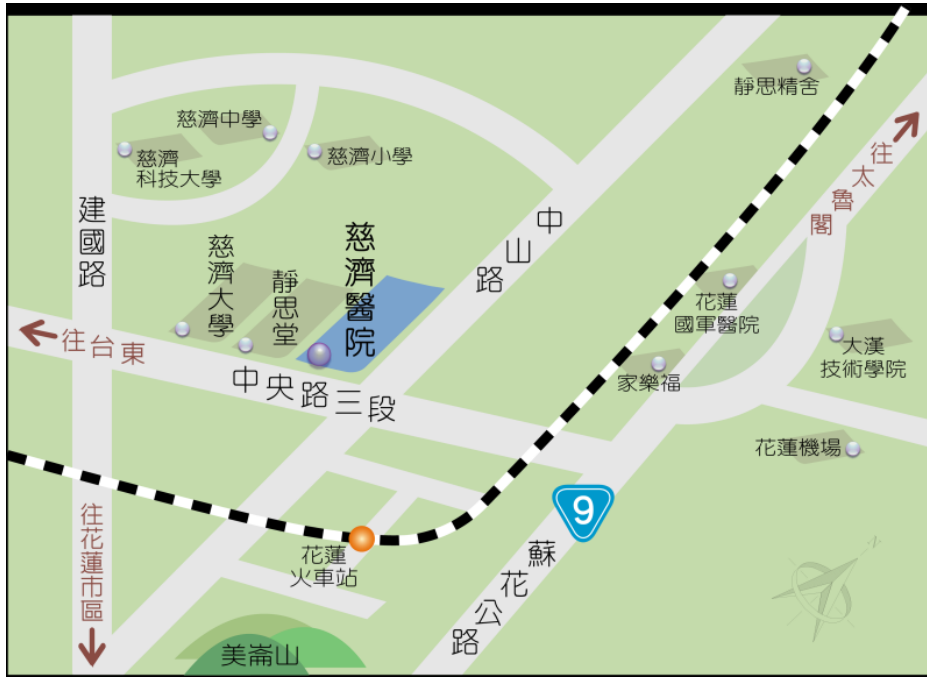 靜思精舍
慈濟中學
慈濟
科技大學
慈濟小學
往太魯閣
建國路
中山路
慈濟大學
靜思堂
慈濟醫院
花蓮
國軍醫院
往台東
大漢
技術學院
家樂福
中央路三段
花蓮機場
9
往花蓮市區
花蓮
火車站
蘇花公路
美崙山
N